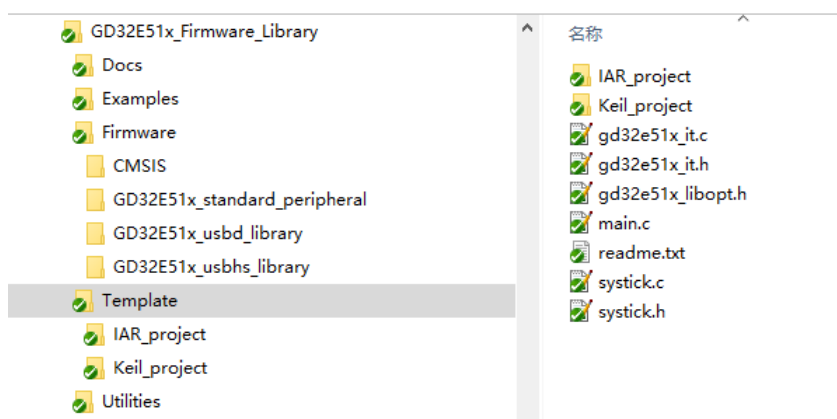 GD32E51x_Firmware_Library
Docs
Examples
Firmware
CMSIS
GD32E51x_standard_peripheral
GD32E51x_usbd_library
GD32E51x_usbhs_library
Template
IAR_project
Keil_project
Utilities
名称
IAR_project
Keil_project
gd32e51x_it.c
gd32e51x_it.h
gd32e51x_libopt.h
main.c
readme.txt
systick.c
systick.h